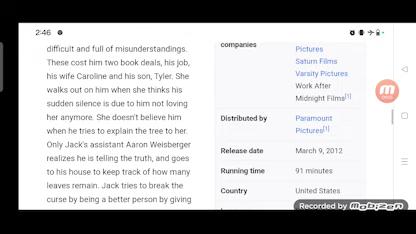 2:46
difficult and full of misunderstandings.
These cost him two book deals, his job,
his wife Caroline and his son, Tyler. She
walks out on him when she thinks his
sudden silence is due to him not loving
her anymore. She doesn't believe him
when he tries to explain the tree to her.
Only Jack's assistant Aaron Weisberger
realizes he is telling the truth, and goes
to his house to keep track of how many
leaves remain. Jack tries to break the
curse by being a better person by giving
companies
Pictures
Saturn Films
Varsity Pictures
Work After
Midnight Films[1]
Distributed by
Paramount
Pictures[1]
Release date
March 9, 2012
Running time
91 minutes
Country
United States
Recorded by
MobiZen